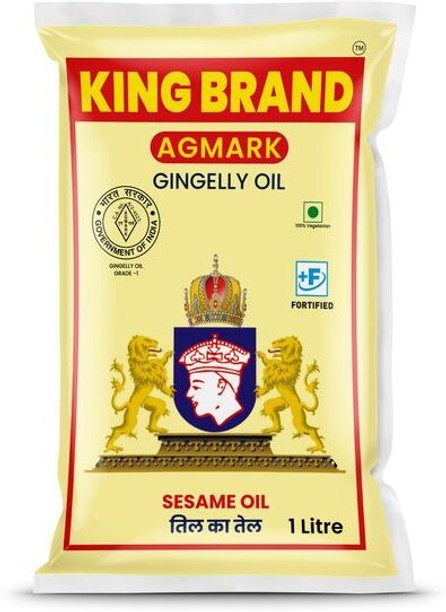 TM
KING BRAND
AGMARK
GINGELLY OIL
भारत सरकार
GOVERNMENT OF INDIA
GINGELLY OIL
GRADE -1
100% Vegetarian
+F
FORTIFIED
SESAME OIL
तिल का तेल
1 Litre